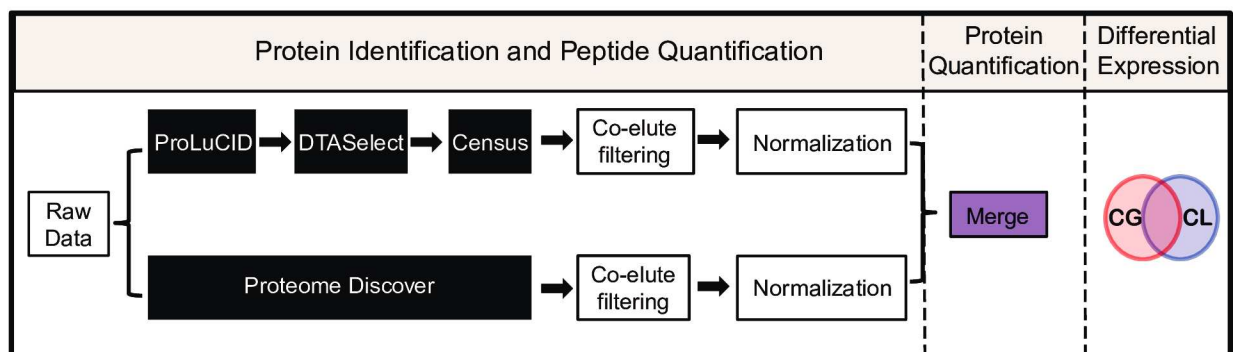 Protein Identification and Peptide Quantification
Protein
Quantification
Differential
Expression
ProLuCID
DTASelect
Census
Co-elute
filtering
Normalization
Raw
Data
Merge
CG
CL
Proteome Discover
Co-elute
filtering
Normalization